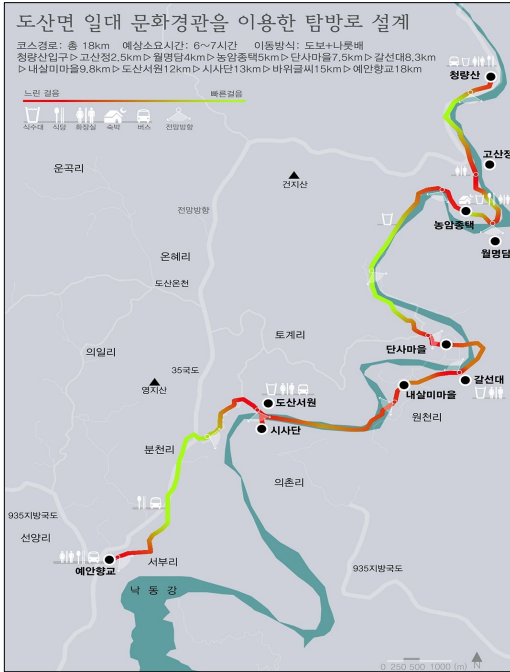 도산면 일대 문화경관을 이용한 탐방로 설계
코스경로: 총 18km 예상소요시간: 6~7시간 이동방식: 도보+나룻배
청량산입구▷고산정2,5km▷월명담4km▷농암종택5km▷단사마을7,5km▷갈선대8,3km
▷내살미마을9,8km▷도산서원12km▷시사단13km▷바위글씨15km▷예안향교18km
느린 걸음 빠른걸음
식수대 식당 화장실 숙박 버스 전망방향
청량산
고산정
운곡리
건지산
전망방향
농암종택
월명담
온혜리
도산온천
토계리
단사마을
의일리
35국도
갈선대
영지산
내살미마을
도산서원
원천리
시사단
분천리
의촌리
935지방국도
선양리
예안향교
서부리
935지방국도
낙 동 강
0 250 500 1000 (m) N